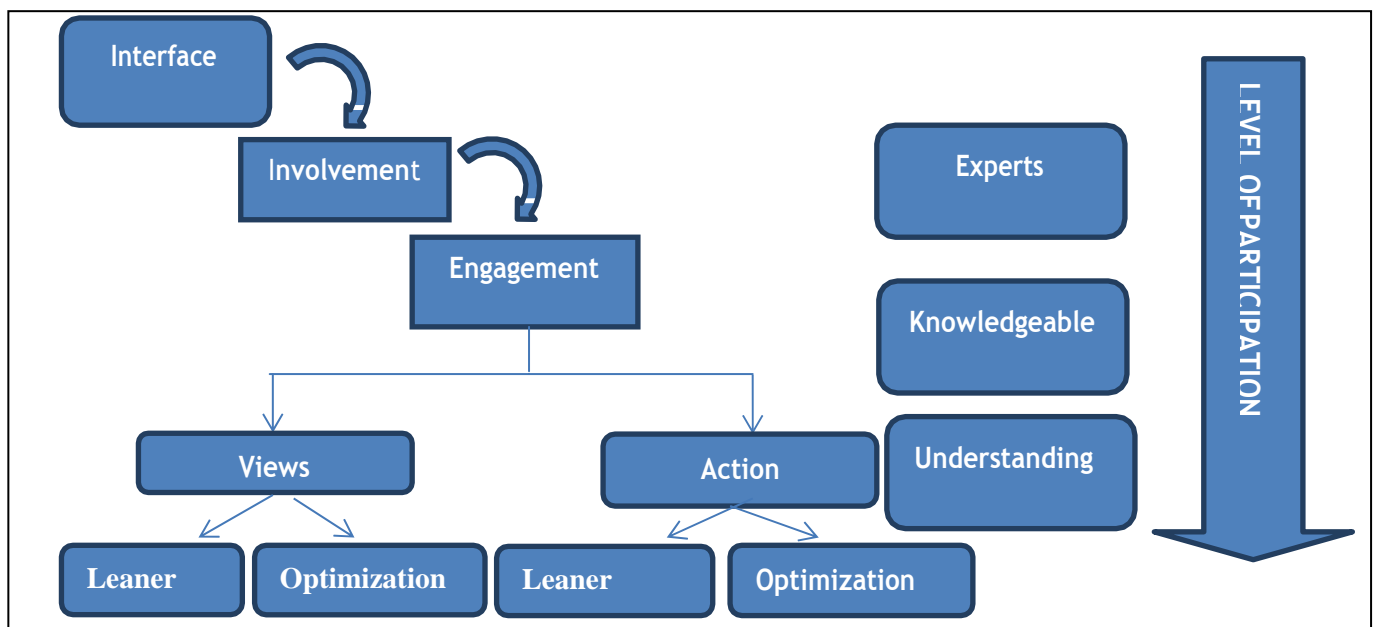 Interface
Involvement
Experts
Engagement
Knowledgeable
Views
Action
Understanding
Leaner
Optimization
Leaner
Optimization
LEVEL OFPARTICIPATION